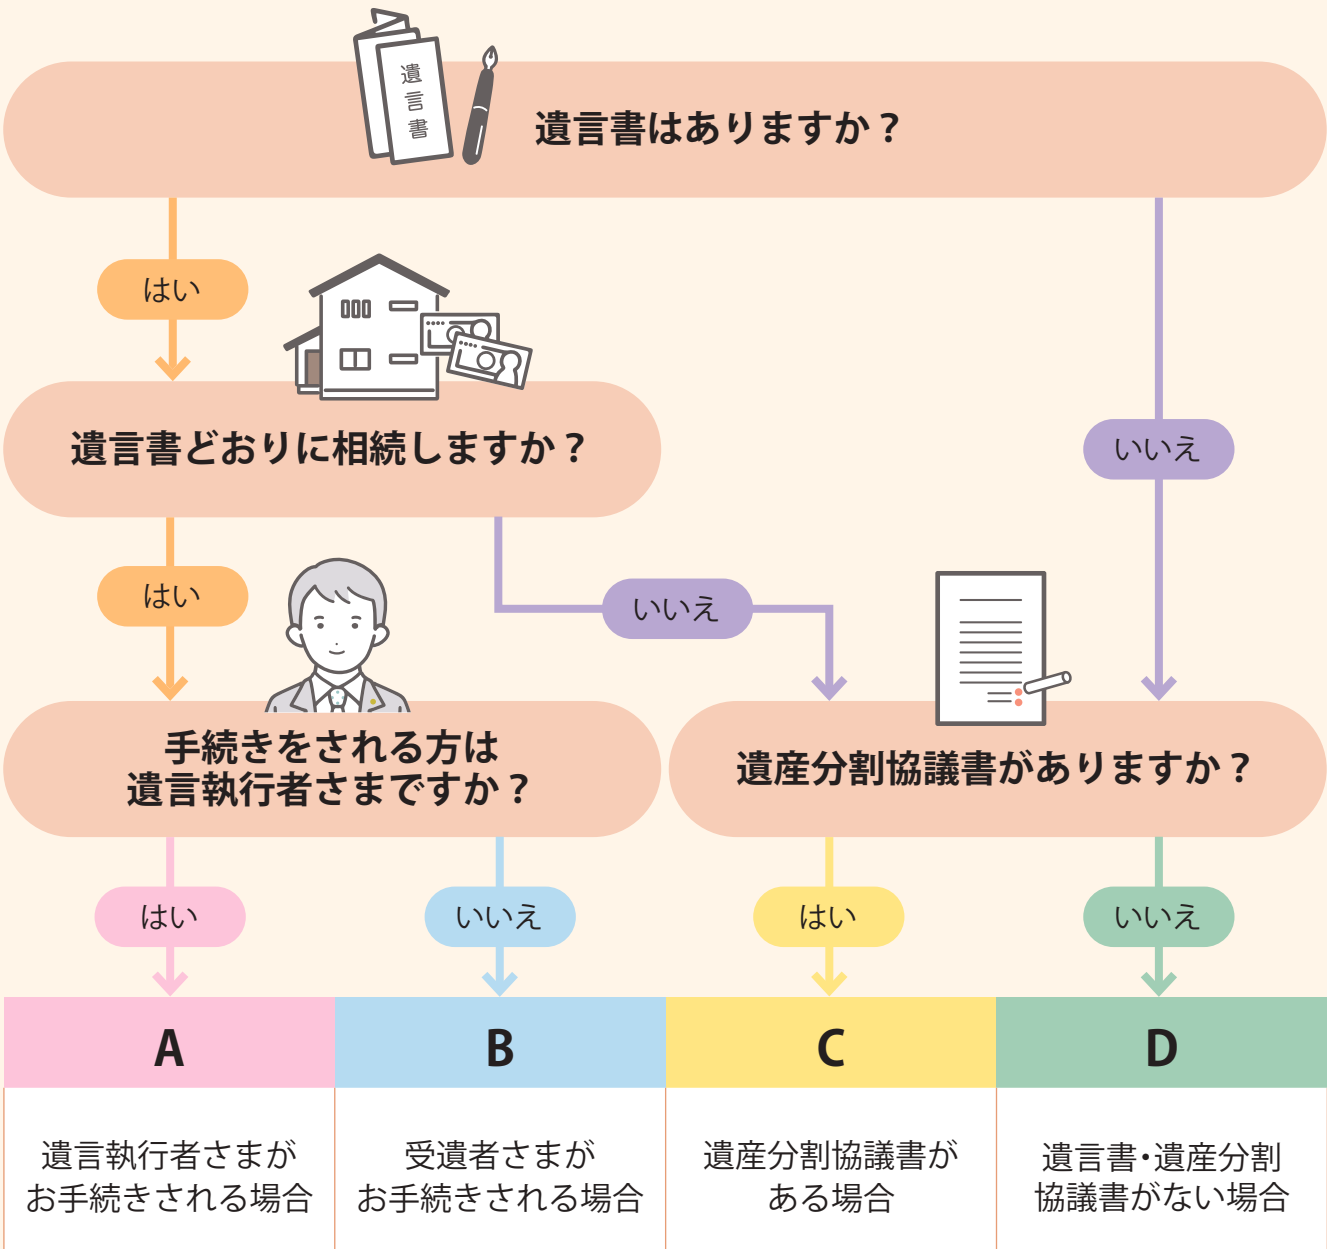 遺言書
遺言書はありますか？
はい
いいえ
遺言書どおりに相続しますか？
はい
いいえ
手続きをされる方は
遺言執行者さまですか？
遺産分割協議書がありますか？
はい
いいえ
はい
いいえ
A
B
C
D
遺言執行者さまが
お手続きされる場合
受遺者さまが
お手続きされる場合
遺産分割協議書が
ある場合
遺言書・遺産分割
協議書がない場合